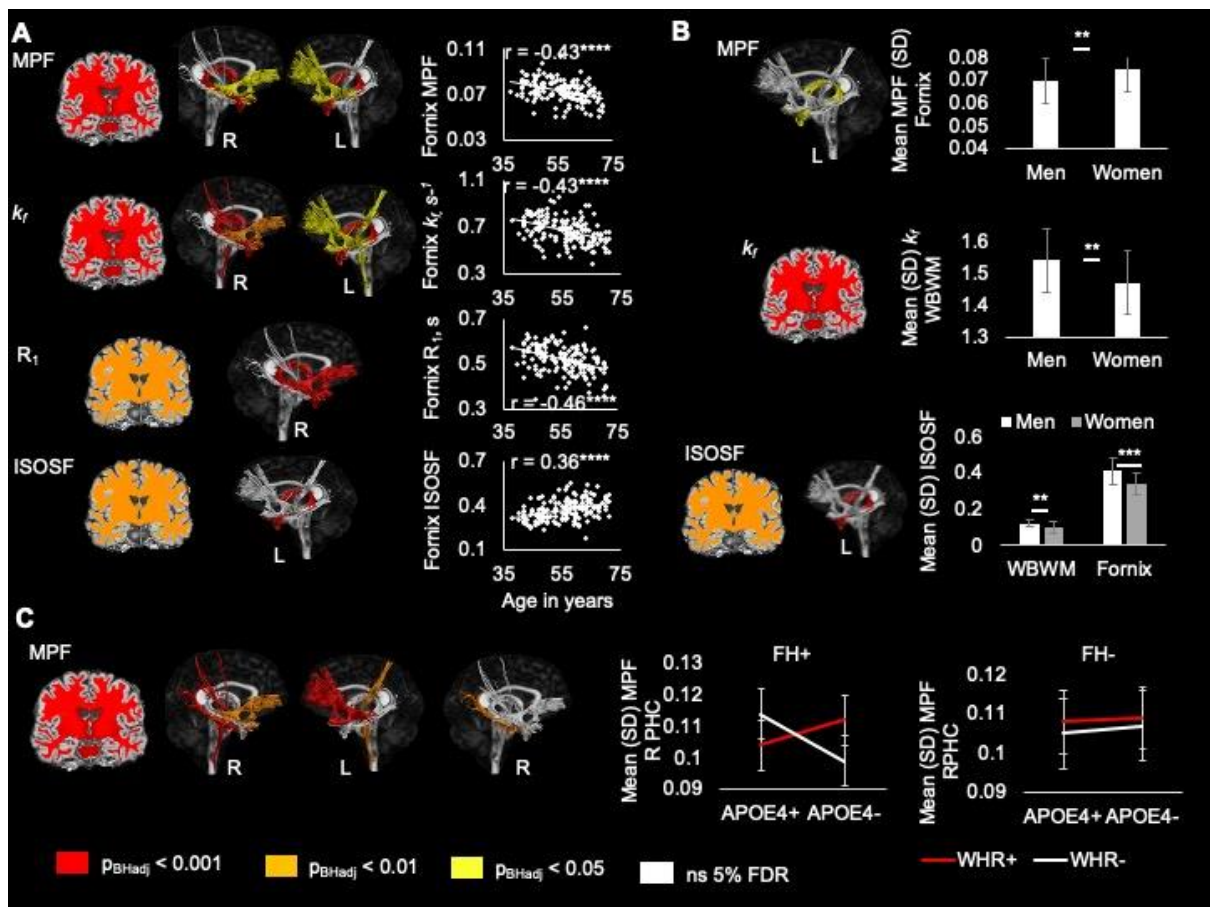 A
MPF
R
L
Fornix MPF
0.11
0.07
0.03
r = -0.43****
35 55 75
kf
R
L
Fornix kf, s-1
1.1
0.7
0.3
r = -0.43****
35 55 75
R1
R
Fornix R1, s
0.7
0.5
0.3
r = -0.46****
35 55 75
ISOSF
L
Fornix ISOSF
0.7
0.5
0.3
0.1
r = 0.36****
35 55 75
Age in years
B
MPF
L
Mean MPF (SD)
Fornix
0.08
0.07
0.06
0.05
0.04
**
Men Women
kf
Mean (SD) kf
WBWM
1.6
1.5
1.4
1.3
**
Men Women
ISOSF
L
Mean (SD) ISOSF
Men Women
0.6
0.4
0.2
0
**
***
WBWM Fornix
C
MPF
R
L
R
Mean (SD) MPF
R PHC
FH+
0.13
0.12
0.11
0.1
0.09
APOE4+ APOE4-
Mean (SD) MPF
RPHC
FH-
0.12
0.11
0.1
0.09
APOE4+ APOE4-
WHR+ WHR-
pBHadj < 0.001
pBHadj < 0.01
pBHadj < 0.05
ns 5% FDR